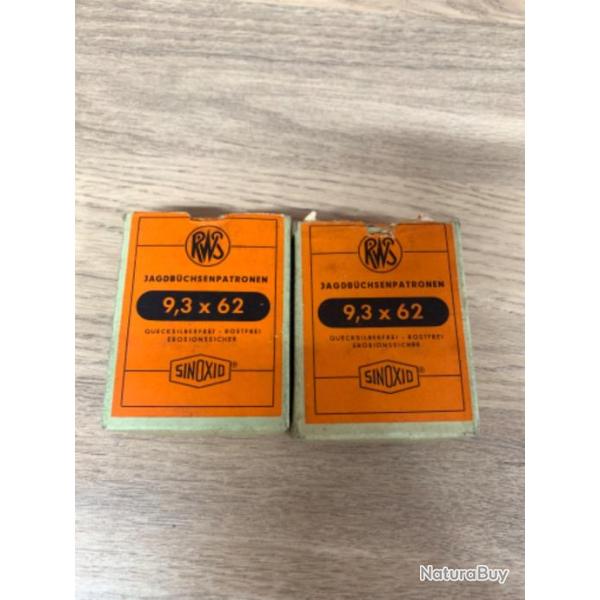 RWS
JAGDBÜCHSENPATRONEN
9,3 x 62
QUECKSILBERFREI - ROSTFREI
EROSIONSSICHER
SINOXID®
RWS
JAGDBÜCHSENPATRONEN
9,3 x 62
QUECKSILBERFREI - ROSTFREI
EROSIONSSICHER
SINOXID®
NaturaBuy